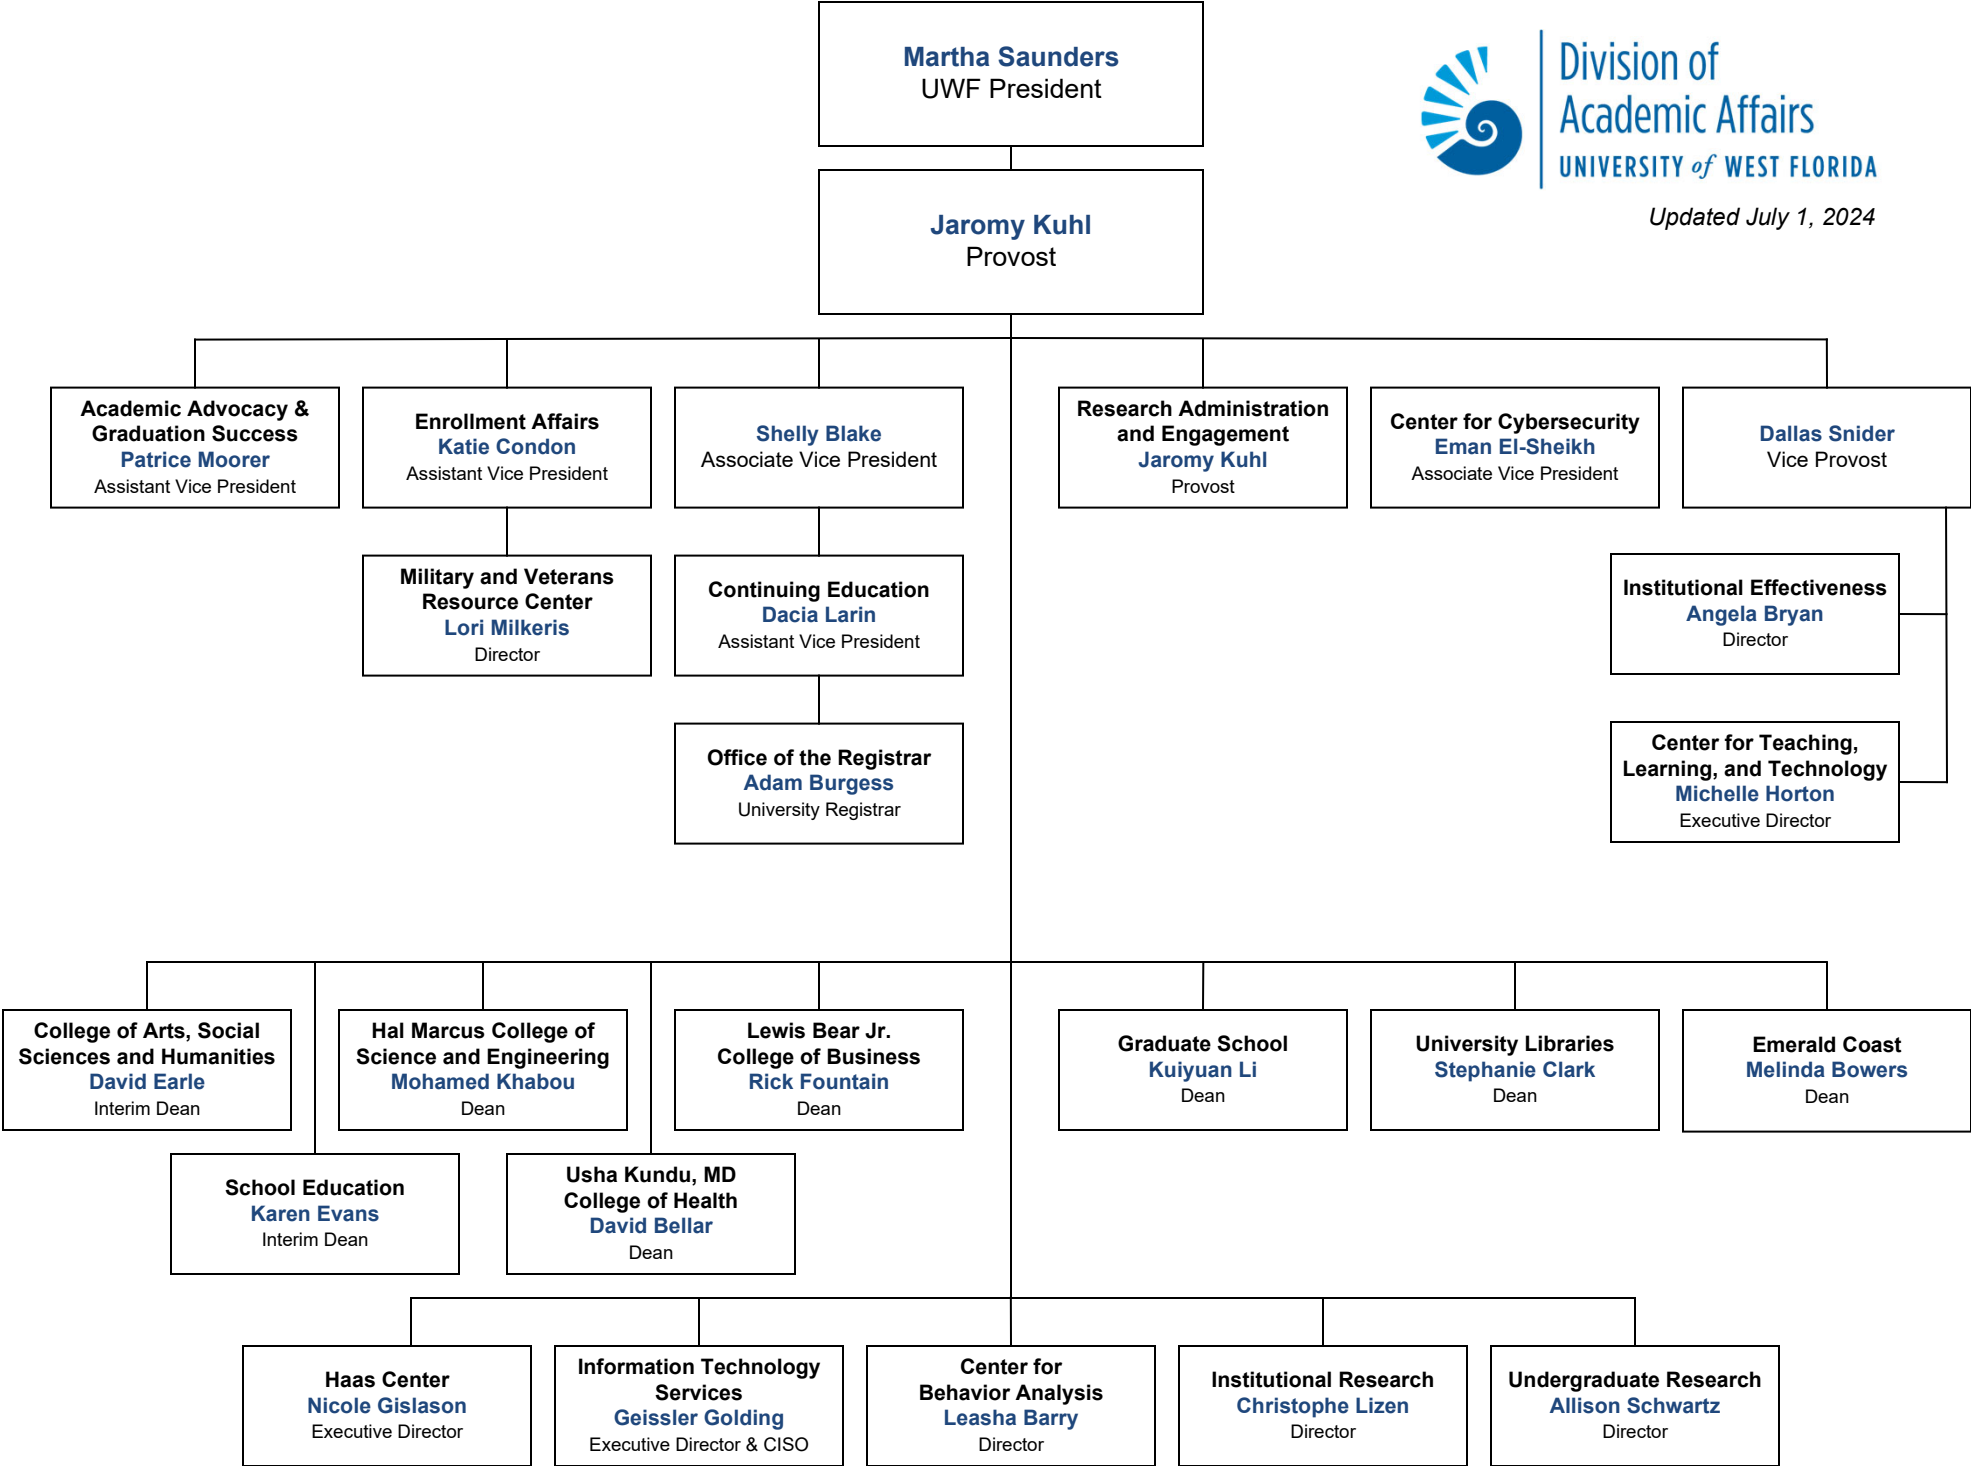 Martha Saunders
UWF President
Division of
Academic Affairs
UNIVERSITY of WEST FLORIDA
Updated July 1, 2024
Jaromy Kuhl
Provost
Academic Advocacy &
Graduation Success
Patrice Moorer
Assistant Vice President
Enrollment Affairs
Katie Condon
Assistant Vice President
Shelly Blake
Associate Vice President
Research Administration
and Engagement
Jaromy Kuhl
Provost
Center for Cybersecurity
Eman El-Sheikh
Associate Vice President
Dallas Snider
Vice Provost
Military and Veterans
Resource Center
Lori Milkeris
Director
Continuing Education
Dacia Larin
Assistant Vice President
Institutional Effectiveness
Angela Bryan
Director
Office of the Registrar
Adam Burgess
University Registrar
Center for Teaching,
Learning, and Technology
Michelle Horton
Executive Director
College of Arts, Social
Sciences and Humanities
David Earle
Interim Dean
Hal Marcus College of
Science and Engineering
Mohamed Khabou
Dean
Lewis Bear Jr.
College of Business
Rick Fountain
Dean
Graduate School
Kuiyuan Li
Dean
University Libraries
Stephanie Clark
Dean
Emerald Coast
Melinda Bowers
Dean
School Education
Karen Evans
Interim Dean
Usha Kundu, MD
College of Health
David Bellar
Dean
Haas Center
Nicole Gislason
Executive Director
Information Technology
Services
Geissler Golding
Executive Director & CISO
Center for
Behavior Analysis
Leasha Barry
Director
Institutional Research
Christophe Lizen
Director
Undergraduate Research
Allison Schwartz
Director